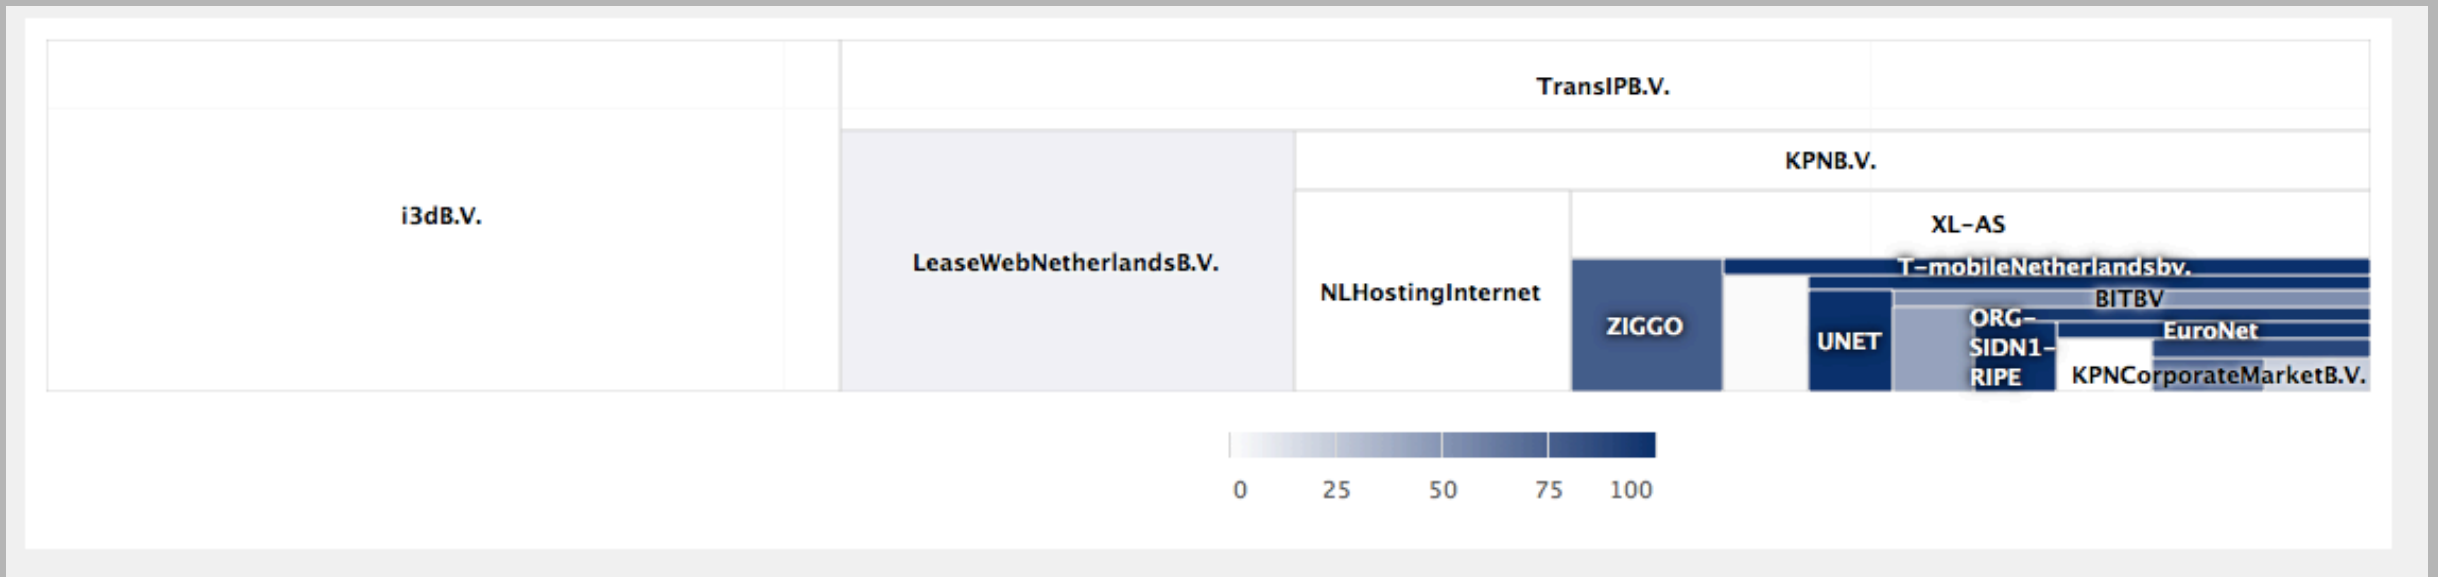 TransIPB.V.
KPNB.V.
i3dB.V.
XL-AS
LeaseWebNetherlandsB.V.
T-mobileNetherlandsbv.
NLHostingInternet
BITBV
ZIGGO
UNET
ORG-
SIDN1-
RIPE
EuroNet
KPNCorporateMarketB.V.
0 25 50 75 100